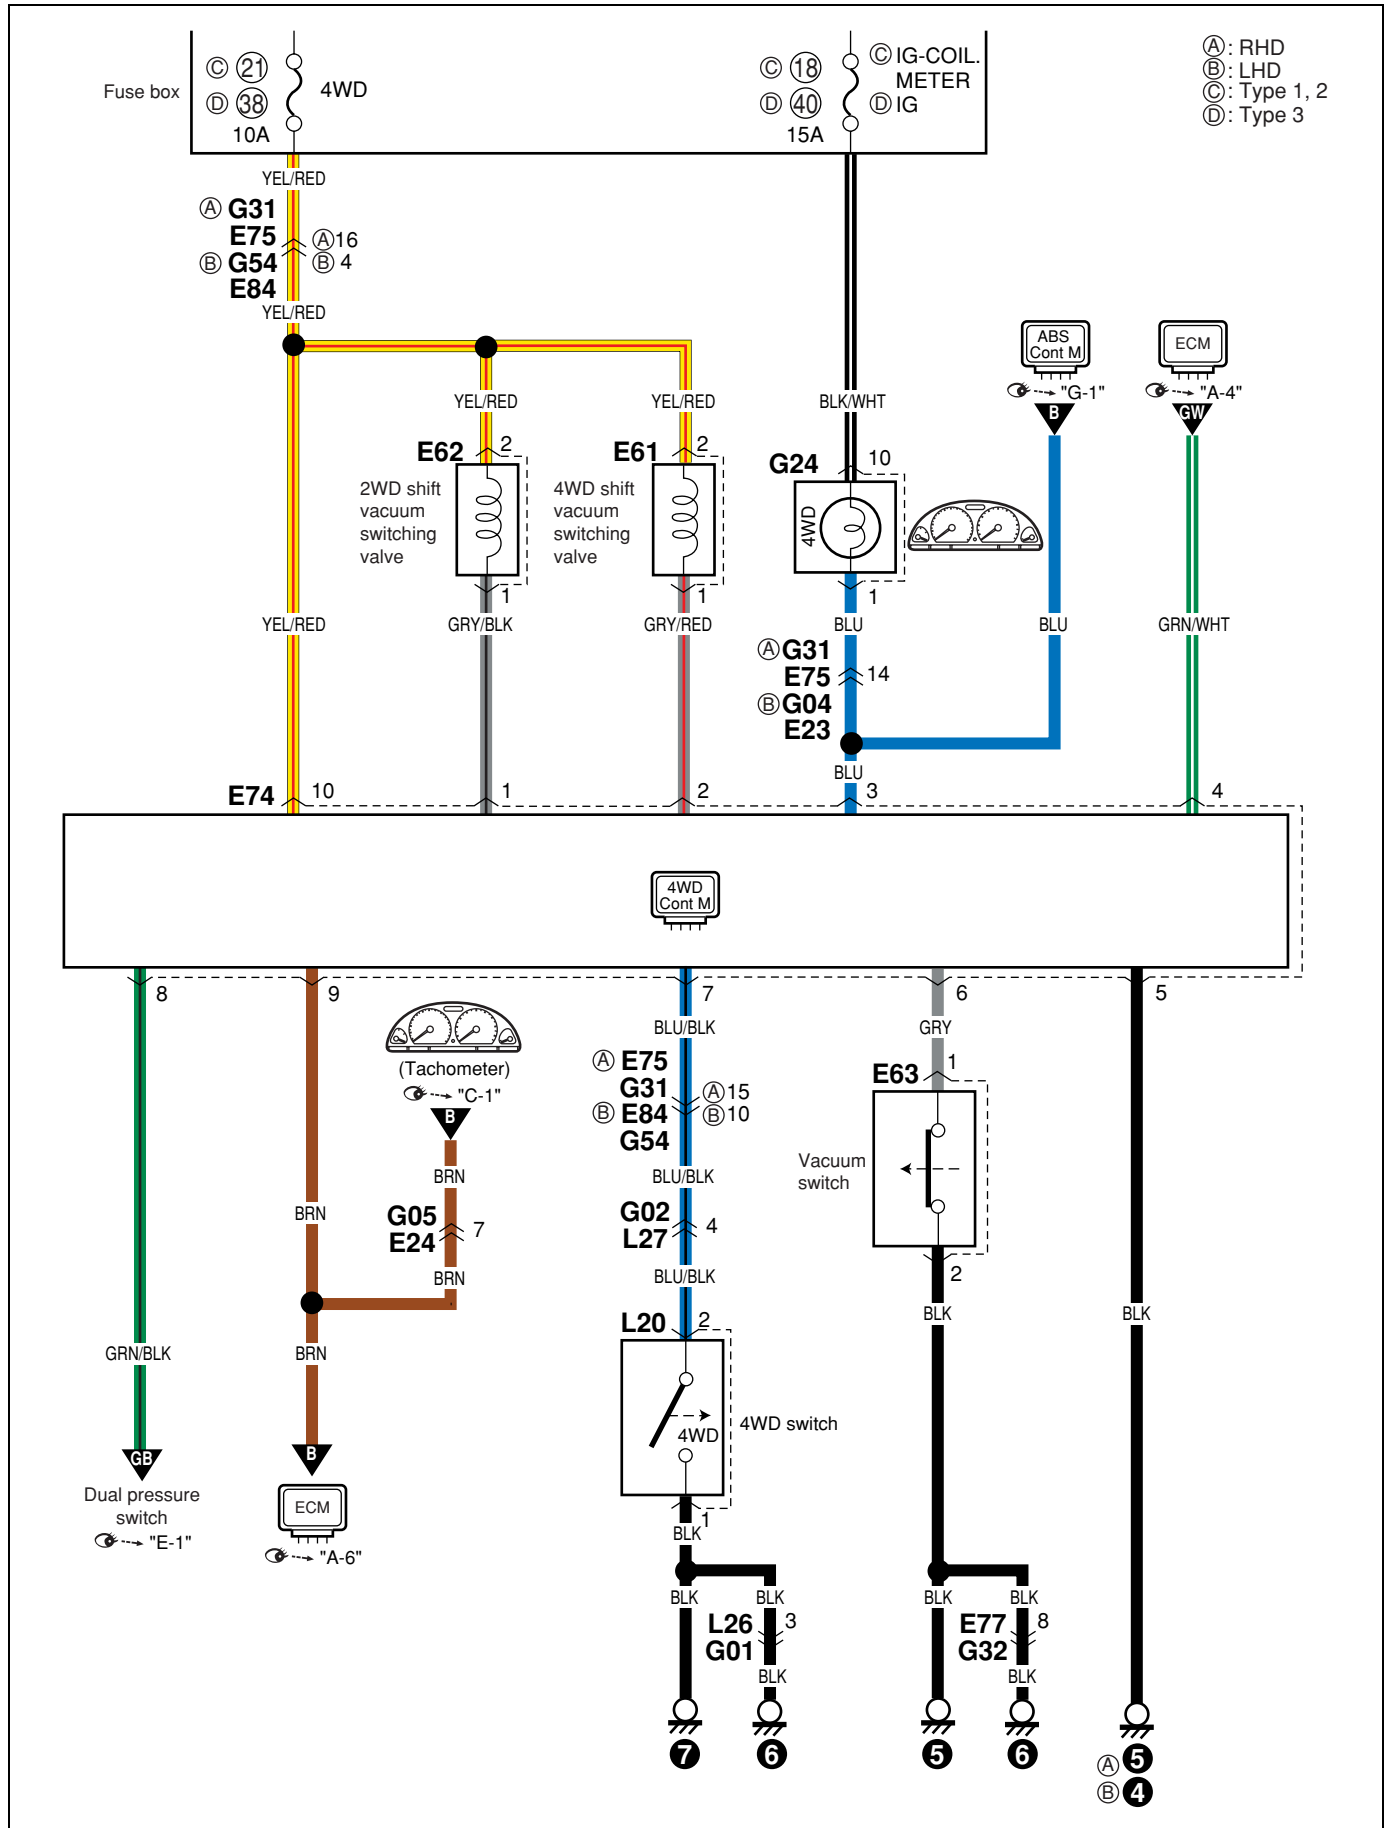 Fuse box
C 21
D 38
10A
4WD
C 18
D 40
15A
C IG-COIL.
METER
D IG
A: RHD
B: LHD
C: Type 1, 2
D: Type 3
YEL/RED
A G31
E75
A16
B G54
B 4
E84
YEL/RED
ABS
Cont M
"G-1"
B
ECM
"A-4"
GW
YEL/RED
YEL/RED
BLK/WHT
E62 2
E61 2
G24 10
2WD shift
vacuum
switching
valve
4WD shift
vacuum
switching
valve
4WD
1
1
1
YEL/RED
GRY/BLK
GRY/RED
BLU
BLU
GRN/WHT
A G31
E75 14
B G04
E23
BLU
E74 10
1
2
3
4
4WD
Cont M
8
9
7
6
5
BLU/BLK
GRY
(Tachometer)
"C-1"
B
A E75
G31
A15
B E84
B10
G54
E63 1
Vacuum
switch
BRN
BLU/BLK
BRN
G05
E24
7
G02
L27
4
BRN
BLU/BLK
2
L20 2
BLK
BLK
GRN/BLK
BRN
4WD
4WD switch
GB
B
Dual pressure
switch
"E-1"
ECM
"A-6"
1
BLK
BLK
BLK
BLK
BLK
L26 3
G01
E77 8
G32
BLK
BLK
7
6
5
6
A 5
B 4